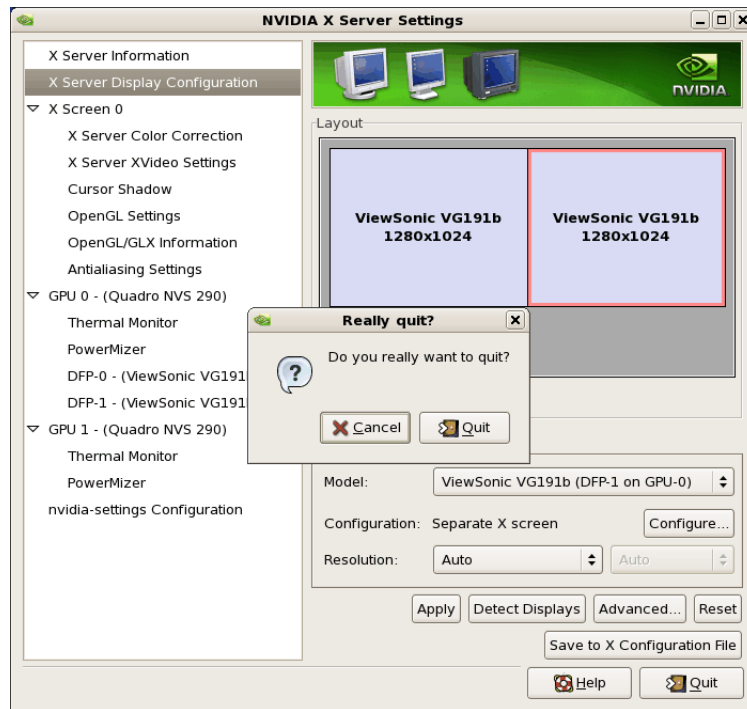 NVIDIA X Server Settings
X Server Information
X Server Display Configuration
X Screen 0
X Server Color Correction
X Server XVideo Settings
Cursor Shadow
OpenGL Settings
OpenGL/GLX Information
Antialiasing Settings
GPU 0 - (Quadro NVS 290)
Thermal Monitor
PowerMizer
DFP-0 - (ViewSonic VG191
DFP-1 - (ViewSonic VG191
GPU 1 - (Quadro NVS 290)
Thermal Monitor
PowerMizer
nvidia-settings Configuration
NVIDIA
Layout
ViewSonic VG191b
1280x1024
ViewSonic VG191b
1280x1024
Really quit?
Do you really want to quit?
Cancel
Quit
Model:
ViewSonic VG191b (DFP-1 on GPU-0)
Configuration:
Separate X screen
Configure...
Resolution:
Auto
Auto
Apply
Detect Displays
Advanced...
Reset
Save to X Configuration File
Help
Quit